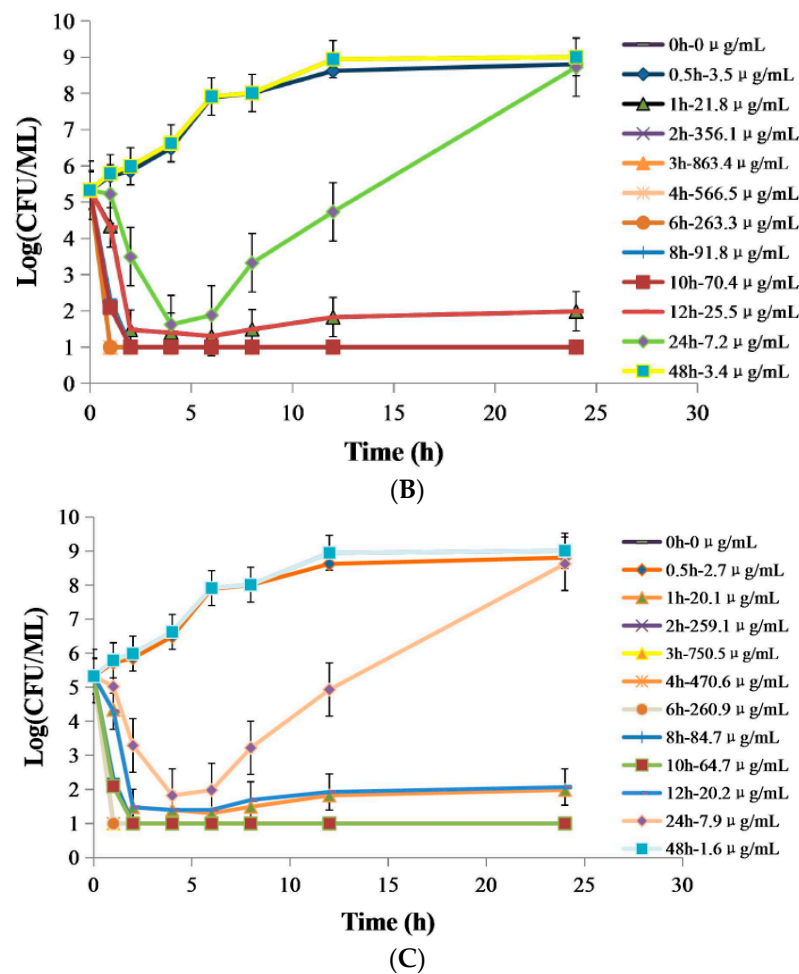 10
9
8
7
6
5
4
3
2
1
0
Log(CFU/ML)
0 5 10 15 20 25 30
Time (h)
0h-0 μ g/mL
0.5h-3.5 μ g/mL
1h-21.8 μ g/mL
2h-356.1 μ g/mL
3h-863.4 μ g/mL
4h-566.5 μ g/mL
6h-263.3 μ g/mL
8h-91.8 μ g/mL
10h-70.4 μ g/mL
12h-25.5 μ g/mL
24h-7.2 μ g/mL
48h-3.4 μ g/mL
(B)
10
9
8
7
6
5
4
3
2
1
0
Log(CFU/ML)
0 5 10 15 20 25 30
Time (h)
0h-0 μ g/mL
0.5h-2.7 μ g/mL
1h-20.1 μ g/mL
2h-259.1 μ g/mL
3h-750.5 μ g/mL
4h-470.6 μ g/mL
6h-260.9 μ g/mL
8h-84.7 μ g/mL
10h-64.7 μ g/mL
12h-20.2 μ g/mL
24h-7.9 μ g/mL
48h-1.6 μ g/mL
(C)